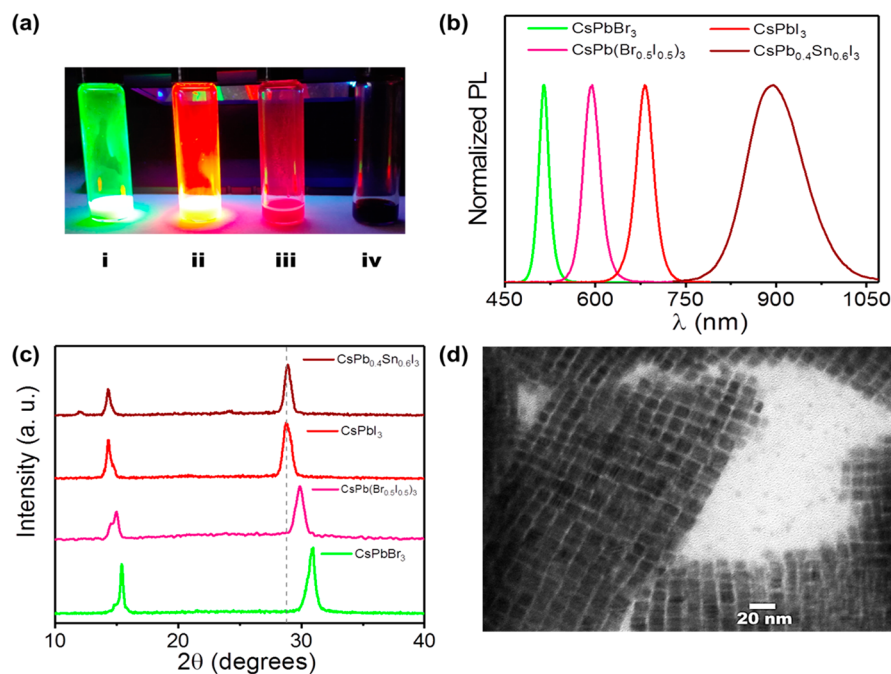 (a)
i ii iii iv
(b)
CsPbBr₃ CsPbI₃
CsPb(Br₀.₅I₀.₅)₃ CsPb₀.₄Sn₀.₆I₃
Normalized PL
450 600 750 900 1050
λ (nm)
(c)
CsPb₀.₄Sn₀.₆I₃
CsPbI₃
CsPb(Br₀.₅I₀.₅)₃
CsPbBr₃
Intensity (a. u.)
10 20 30 40
2θ (degrees)
(d)
20 nm